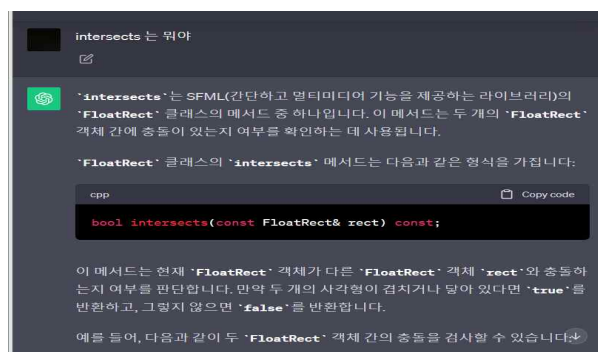 intersects 는 뭐야
`intersects`는 SFML(간단하고 멀티미디어 기능을 제공하는 라이브러리)의
`FloatRect` 클래스의 메서드 중 하나입니다. 이 메서드는 두 개의 `FloatRect`
객체 간에 충돌이 있는지 여부를 확인하는 데 사용됩니다.
`FloatRect` 클래스의 `intersects` 메서드는 다음과 같은 형식을 가집니다:
cpp Copy code
bool intersects(const FloatRect& rect) const;
이 메서드는 현재 `FloatRect` 객체가 다른 `FloatRect` 객체 `rect`와 충돌하
는지 여부를 판단합니다. 만약 두 개의 사각형이 겹치거나 닿아 있다면 `true`를
반환하고, 그렇지 않으면 `false`를 반환합니다.
예를 들어, 다음과 같이 두 `FloatRect` 객체 간의 충돌을 검사할 수 있습니다: